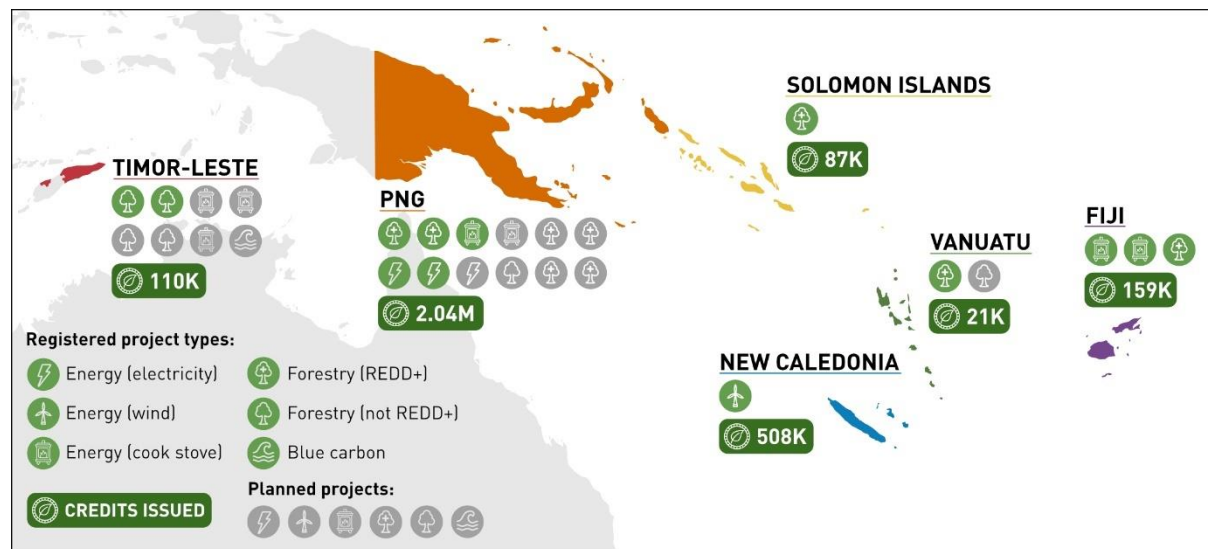 SOLOMON ISLANDS
87K
TIMOR-LESTE
110K
PNG
2.04M
FIJI
159K
VANUATU
21K
NEW CALEDONIA
508K
Registered project types:
Energy (electricity)
Forestry (REDD+)
Energy (wind)
Forestry (not REDD+)
Energy (cook stove)
Blue carbon
Planned projects:
CREDITS ISSUED